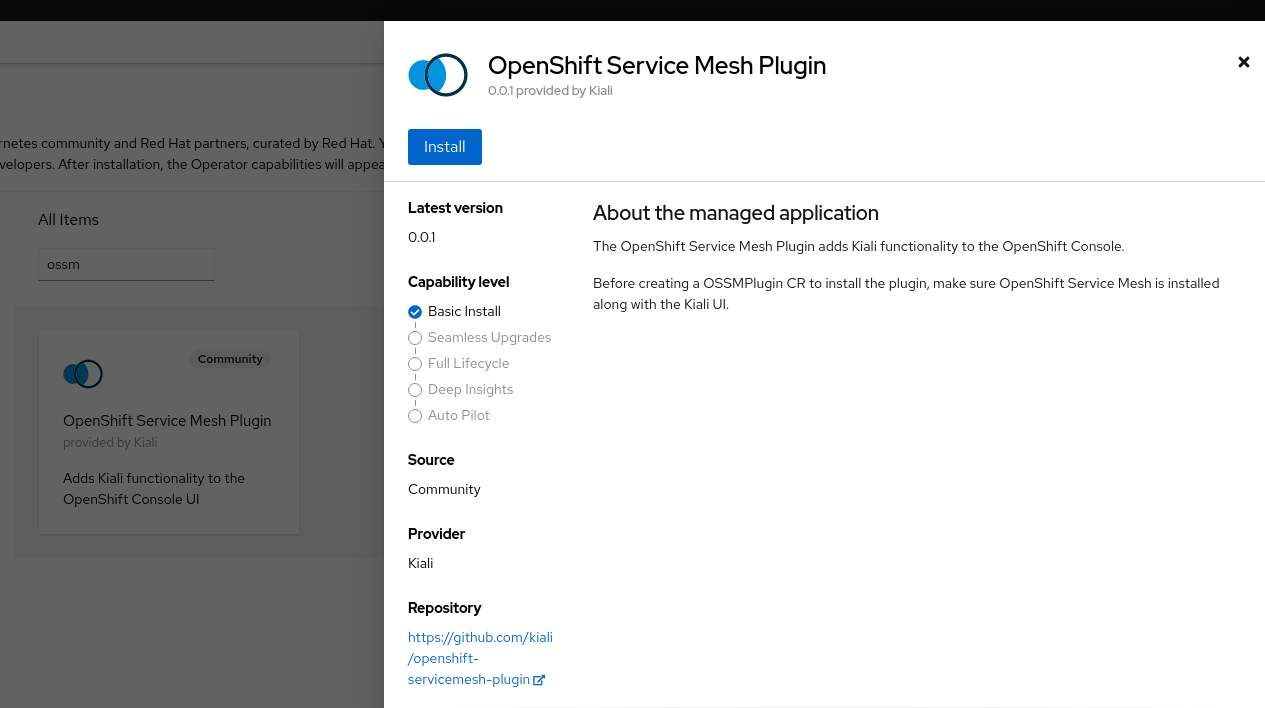 OpenShift Service Mesh Plugin
0.0.1 provided by Kiali
Install
rnetes community and Red Hat partners, curated by Red Hat. Y
velopers. After installation, the Operator capabilities will appea
All Items
ossm
Community
OpenShift Service Mesh Plugin
provided by Kiali
Adds Kiali functionality to the
OpenShift Console UI
Latest version
0.0.1
Capability level
Basic Install
Seamless Upgrades
Full Lifecycle
Deep Insights
Auto Pilot
Source
Community
Provider
Kiali
Repository
https://github.com/kiali
/openshift-
servicemesh-plugin
About the managed application
The OpenShift Service Mesh Plugin adds Kiali functionality to the OpenShift Console.
Before creating a OSSMPlugin CR to install the plugin, make sure OpenShift Service Mesh is installed
along with the Kiali UI.